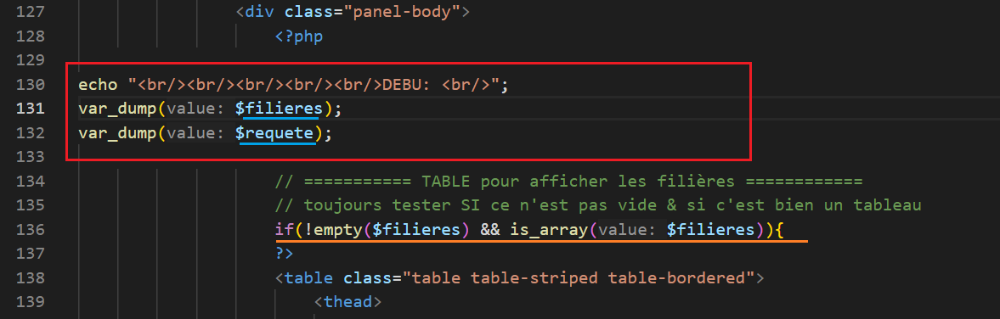 127 <div class="panel-body">
128 <?php
129
130 echo "<br/><br/><br/><br/><br/>DEBU: <br/>";
131 var_dump(value: $filieres);
132 var_dump(value: $requete);
133
134 // =========== TABLE pour afficher les filières ============
135 // toujours tester SI ce n'est pas vide & si c'est bien un tableau
136 if(!empty($filieres) && is_array(value: $filieres)){
137 ?>
138 <table class="table table-striped table-bordered">
139 <thead>